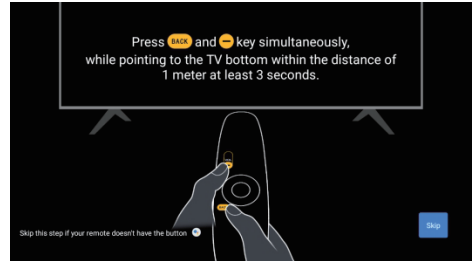 Press BACK and − key simultaneously,
while pointing to the TV bottom within the distance of
1 meter at least 3 seconds.
Skip this step if your remote doesn't have the button
Skip